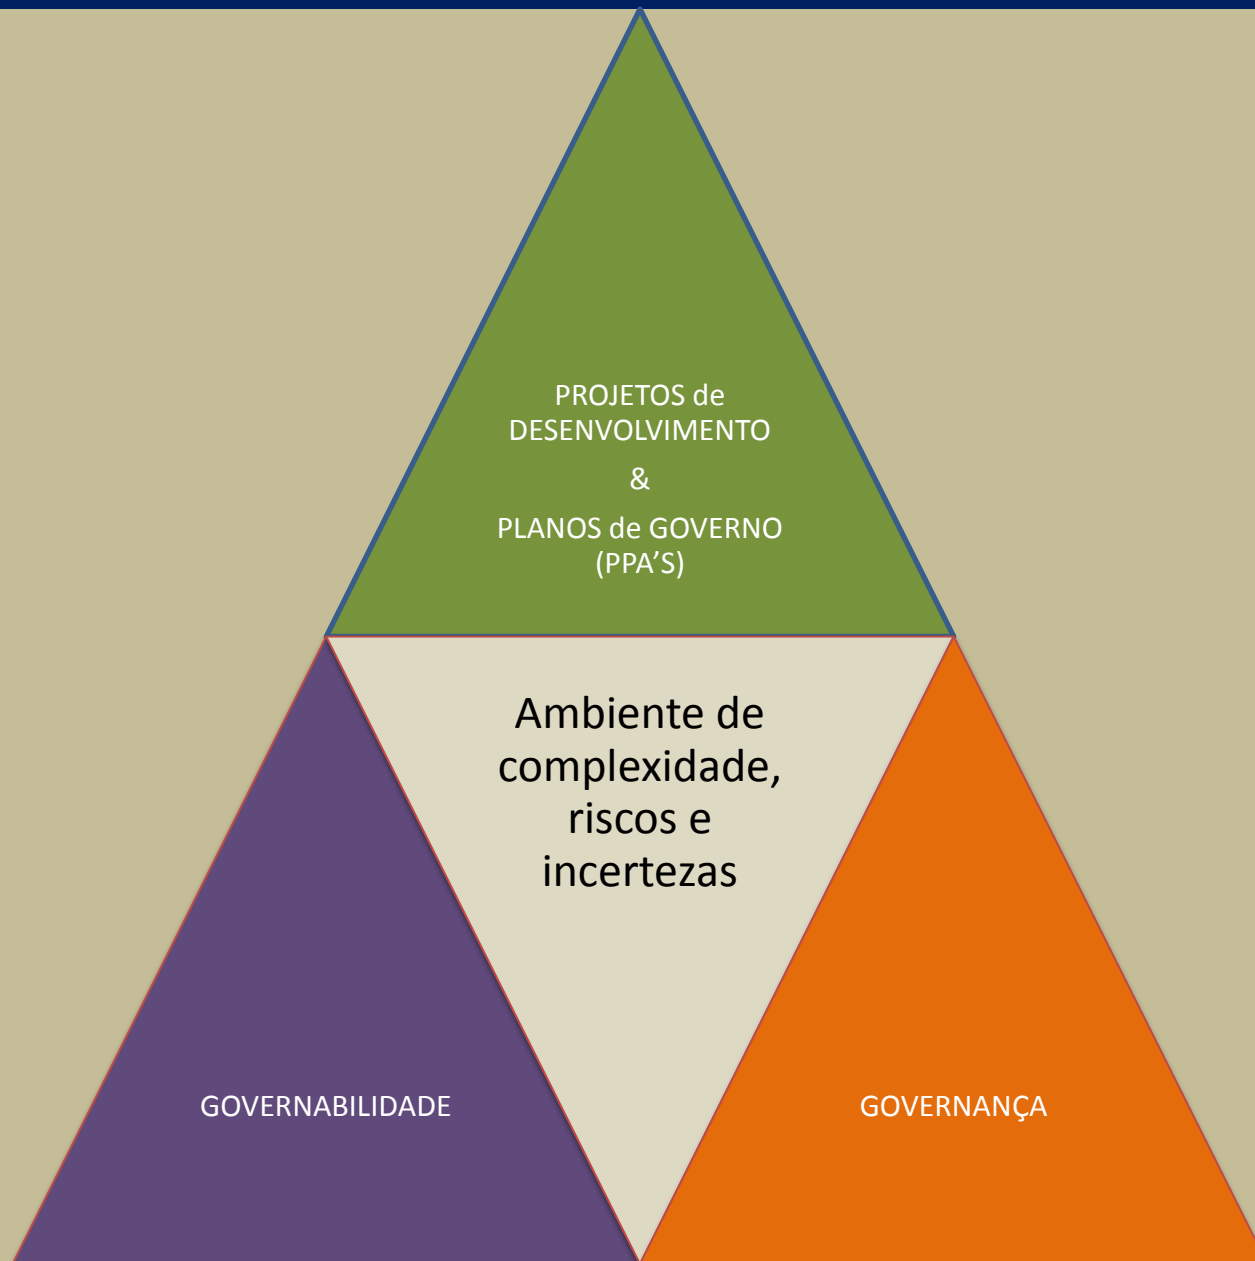 PROJETOS de
DESENVOLVIMENTO
&
PLANOS de GOVERNO
(PPA’S)
Ambiente de
complexidade,
riscos e
incertezas
GOVERNABILIDADE
GOVERNANÇA